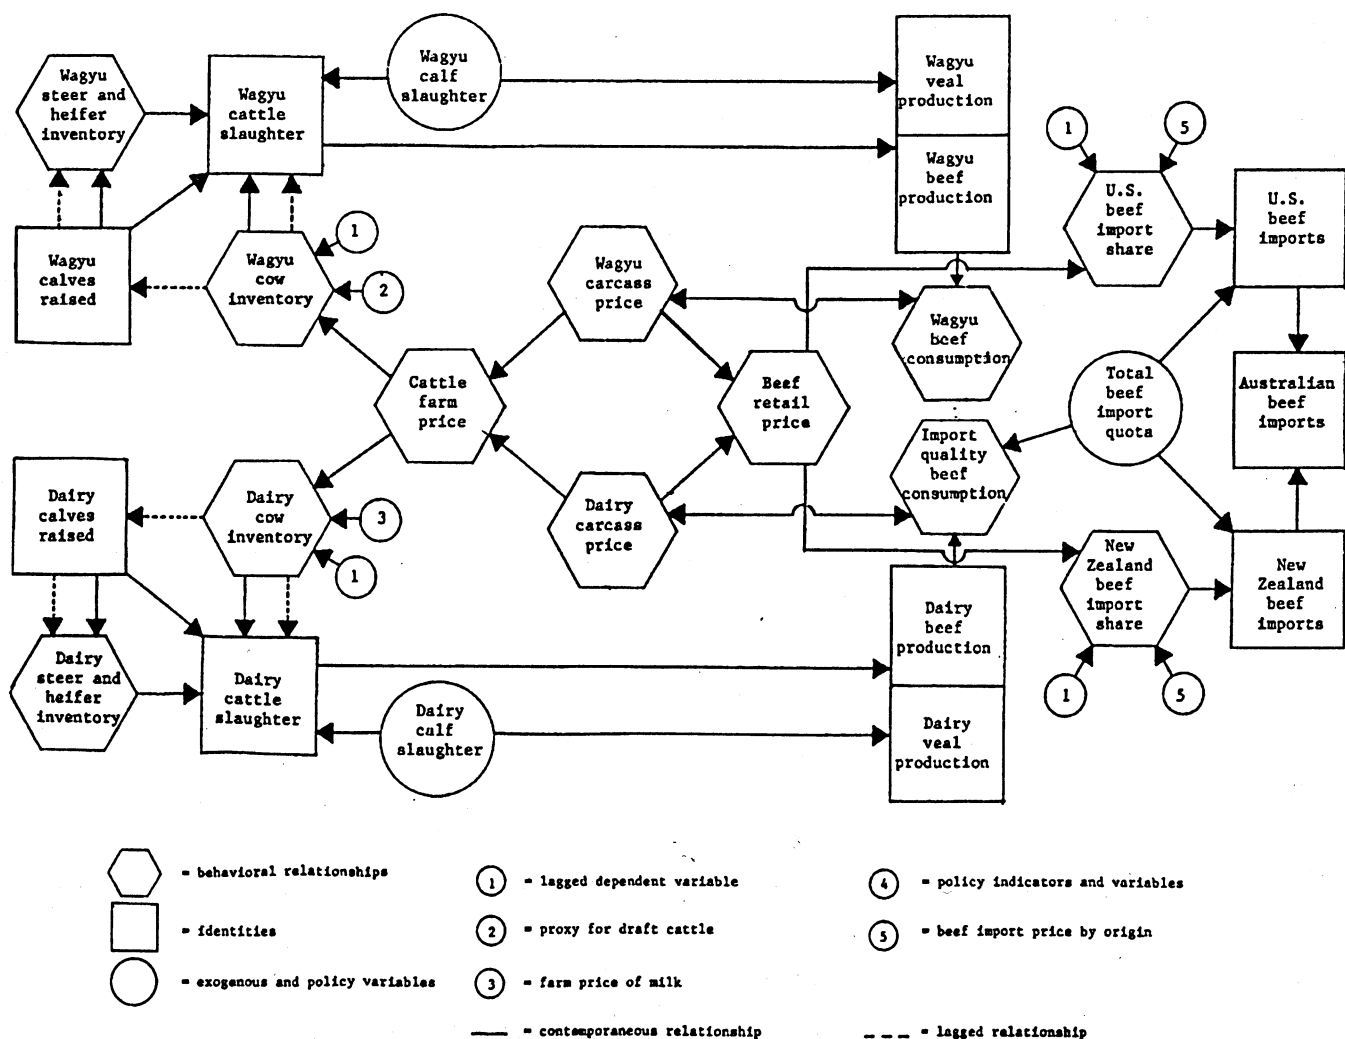 Wagyu
steer and
heifer
inventory
Wagyu
cattle
slaughter
Wagyu
calf
slaughter
Wagyu
veal
production
Wagyu
beef
production
1
5
U.S.
beef
import
share
U.S.
beef
imports
Wagyu
calves
raised
Wagyu
cow
inventory
1
2
Wagyu
carcass
price
Wagyu
beef
consumption
Cattle
farm
price
Beef
retail
price
Total
beef
import
quota
Australian
beef
imports
Import
quality
beef
consumption
Dairy
calves
raised
Dairy
cow
inventory
3
1
Dairy
carcass
price
New
Zealand
beef
import
share
New
Zealand
beef
imports
1
5
Dairy
steer and
heifer
inventory
Dairy
cattle
slaughter
Dairy
calf
slaughter
Dairy
beef
production
Dairy
veal
production
= behavioral relationships
= identities
= exogenous and policy variables
1 = lagged dependent variable
2 = proxy for draft cattle
3 = farm price of milk
= contemporaneous relationship
4 = policy indicators and variables
5 = beef import price by origin
= lagged relationship